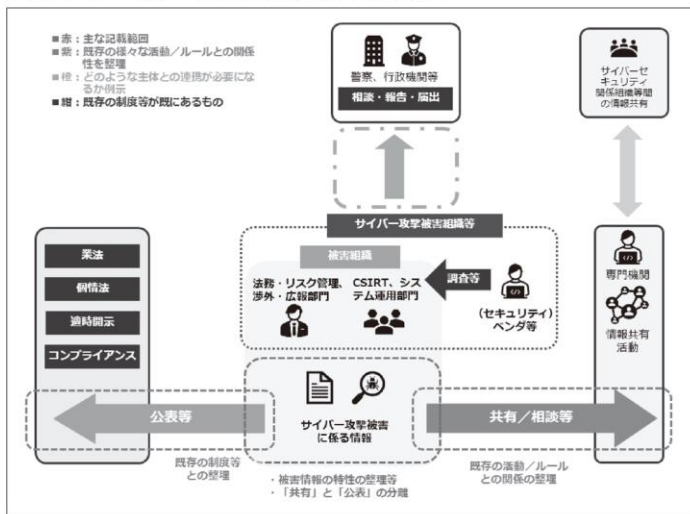 ■赤：主な記載範囲
■紫：既存の様々な活動／ルールとの関係
性を整理
■橙：どのような主体との連携が必要にな
るか例示
■紺：既存の制度等が既にあるもの
警察、行政機関等
相談・報告・届出
サイバーセ
キュリティ
関係組織等間
の情報共有
サイバー攻撃被害組織等
被害組織
法務・リスク管理、
渉外・広報部門
CSIRT、シス
テム運用部門
調査等
（セキュリティ）
ベンダ等
業法
個情法
適時開示
コンプライアンス
専門機関
情報共有
活動
公表等
サイバー攻撃被害
に係る情報
共有／相談等
既存の制度等
との整理
・被害情報の特性の整理等
・「共有」と「公表」の分離
既存の活動／ルール
との関係の整理